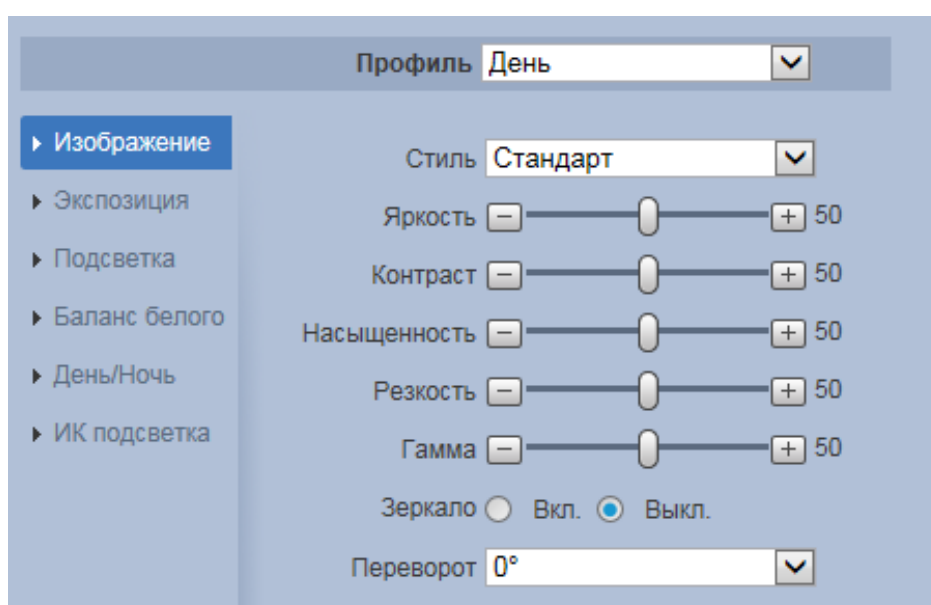 Профиль День
Изображение
Экспозиция
Подсветка
Баланс белого
День/Ночь
ИК подсветка
Стиль Стандарт
Яркость 50
Контраст 50
Насыщенность 50
Резкость 50
Гамма 50
Зеркало Вкл. Выкл.
Переворот 0°